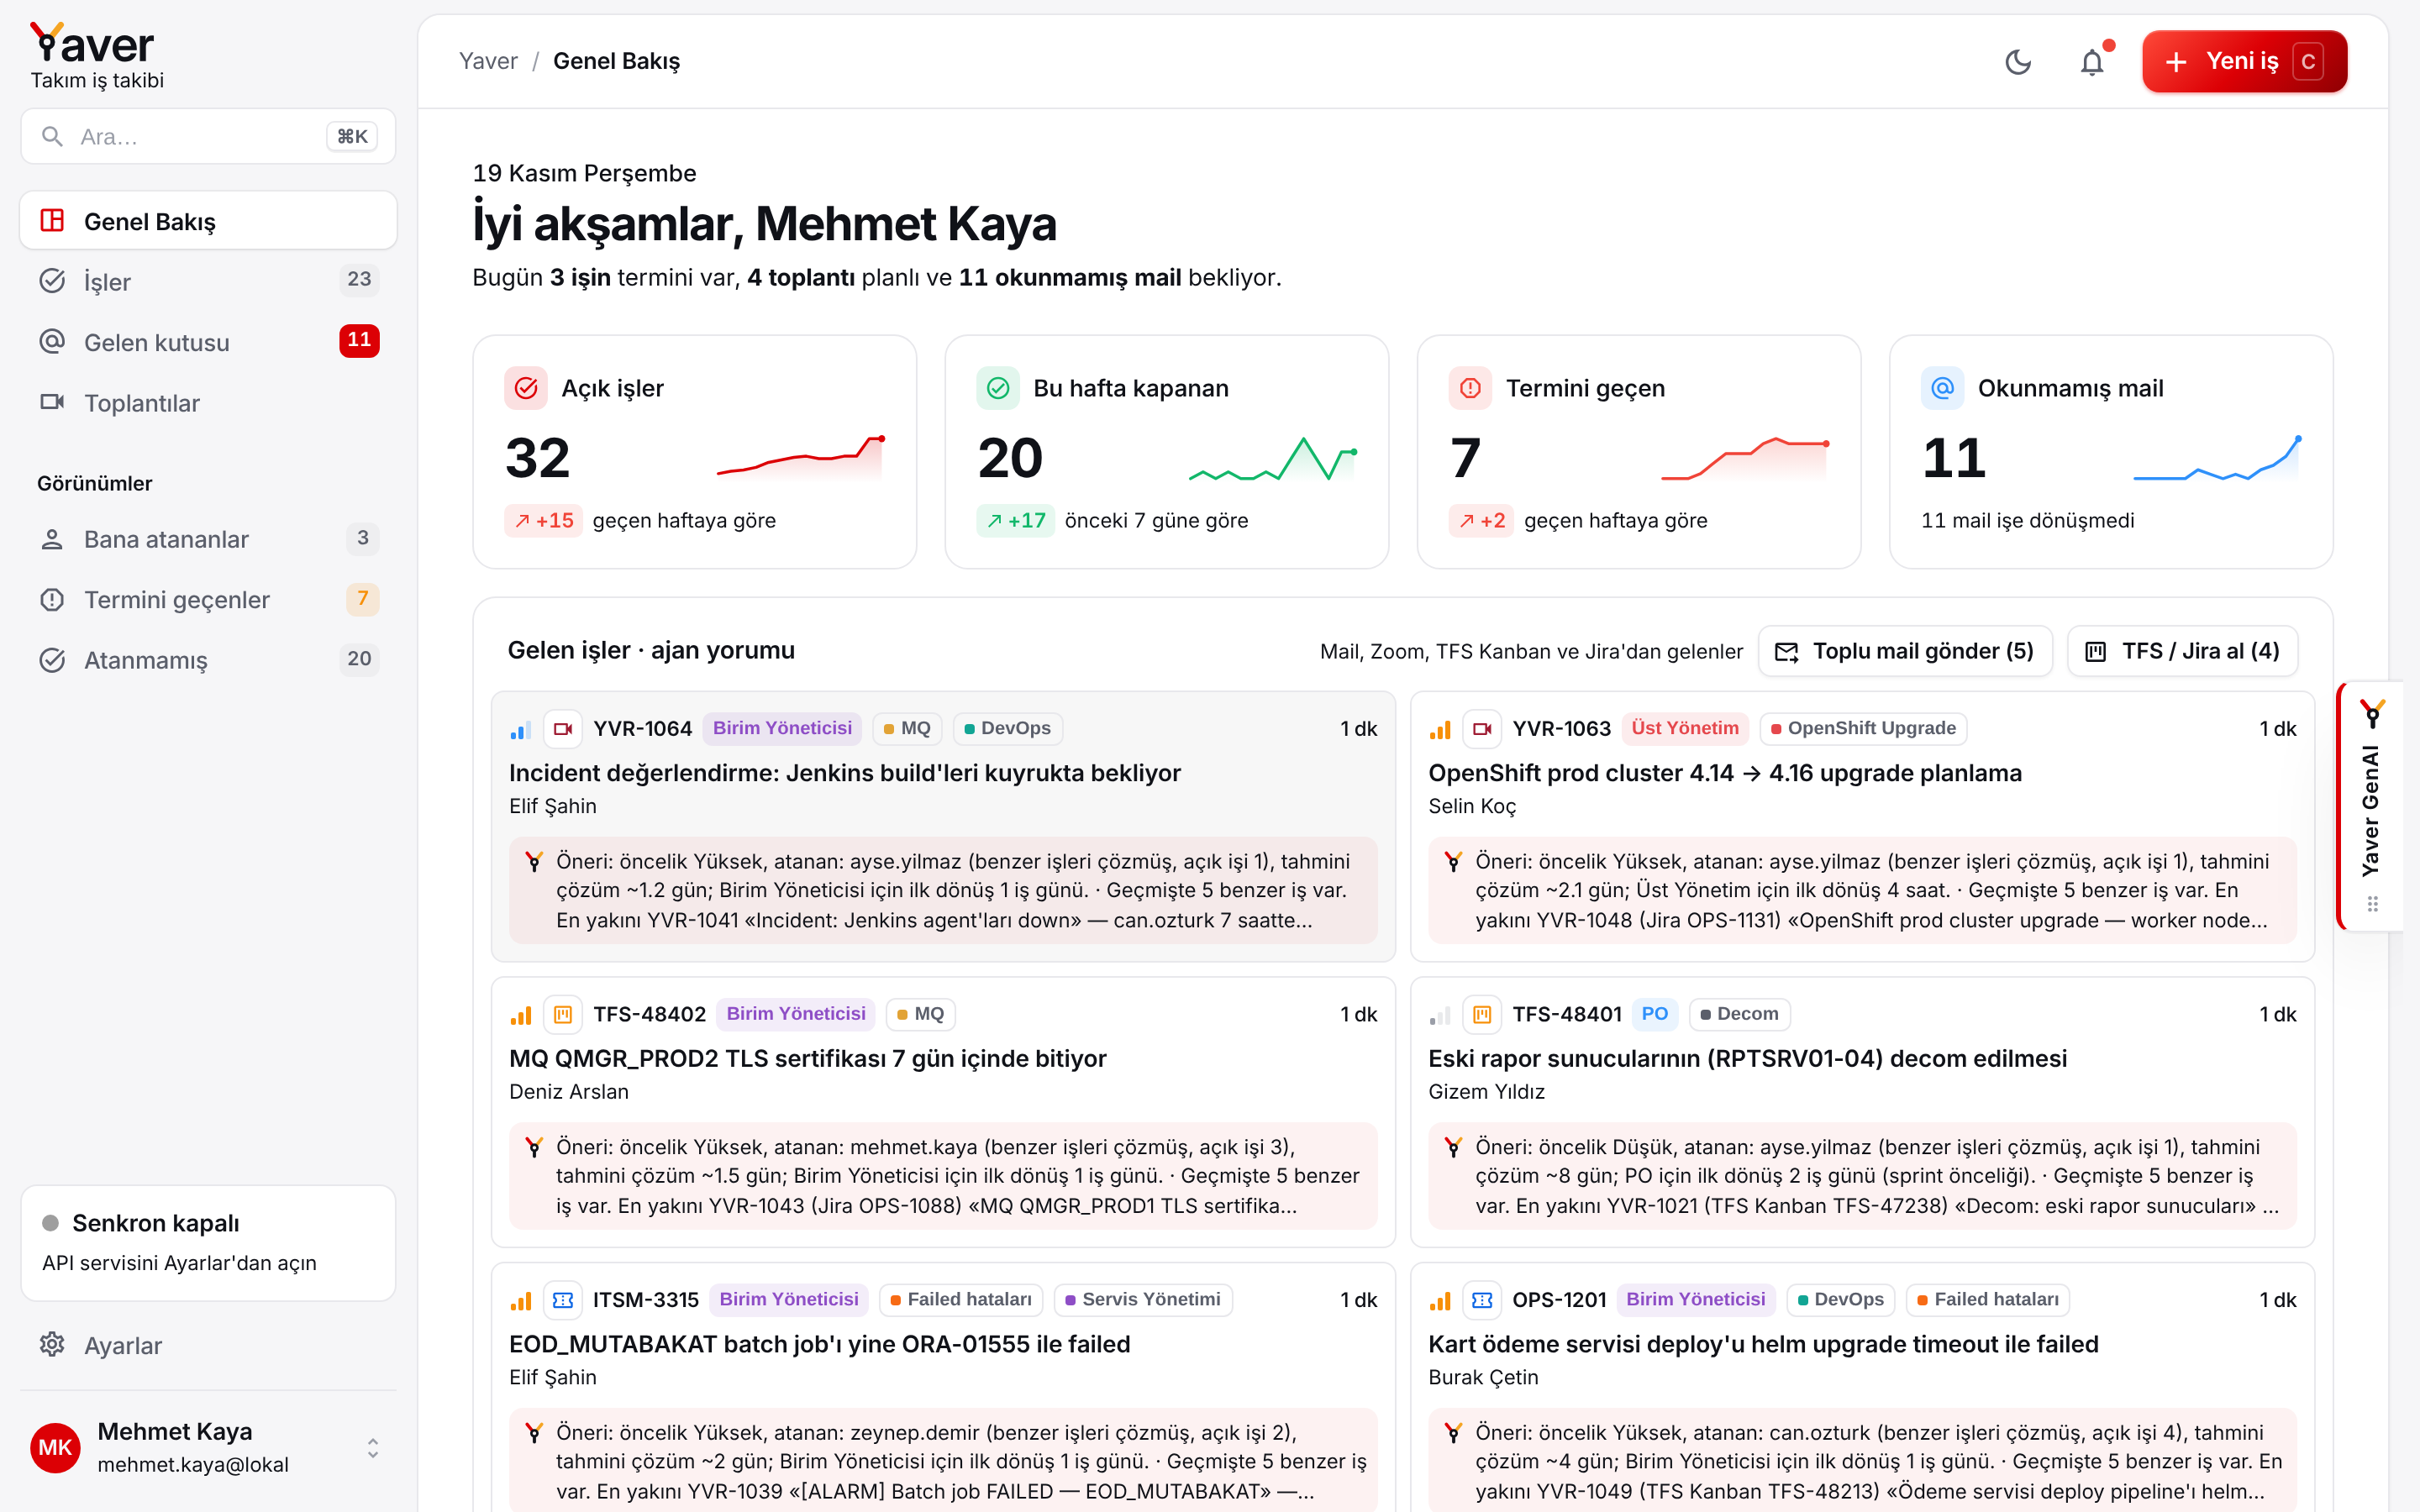 Yaver
Takım iş takibi
Ara...
⌘K
Genel Bakış
İşler
23
Gelen kutusu
11
Toplantılar
Görünümler
Bana atananlar
3
Termini geçenler
7
Atanmamış
20
Senkron kapalı
API servisini Ayarlar'dan açın
Ayarlar
MK
Mehmet Kaya
mehmet.kaya@lokal
Yaver / Genel Bakış
Yeni iş C
19 Kasım Perşembe
İyi akşamlar, Mehmet Kaya
Bugün 3 işin termini var, 4 toplantı planlı ve 11 okunmamış mail bekliyor.
Açık işler
32
+15 geçen haftaya göre
Bu hafta kapanan
20
+17 önceki 7 güne göre
Termini geçen
7
+2 geçen haftaya göre
Okunmamış mail
11
11 mail işe dönüşmedi
Gelen işler · ajan yorumu
Mail, Zoom, TFS Kanban ve Jira'dan gelenler
Toplu mail gönder (5)
TFS / Jira al (4)
YVR-1064 Birim Yöneticisi MQ DevOps 1 dk
Incident değerlendirme: Jenkins build'leri kuyrukta bekliyor
Elif Şahin
Öneri: öncelik Yüksek, atanan: ayse.yilmaz (benzer işleri çözmüş, açık işi 1), tahmini
çözüm ~1.2 gün; Birim Yöneticisi için ilk dönüş 1 iş günü. · Geçmişte 5 benzer iş var.
En yakını YVR-1041 «Incident: Jenkins agent'ları down» — can.ozturk 7 saatte...
YVR-1063 Üst Yönetim OpenShift Upgrade 1 dk
OpenShift prod cluster 4.14 → 4.16 upgrade planlama
Selin Koç
Öneri: öncelik Yüksek, atanan: ayse.yilmaz (benzer işleri çözmüş, açık işi 1), tahmini
çözüm ~2.1 gün; Üst Yönetim için ilk dönüş 4 saat. · Geçmişte 5 benzer iş var. En
yakını YVR-1048 (Jira OPS-1131) «OpenShift prod cluster upgrade — worker node...
TFS-48402 Birim Yöneticisi MQ 1 dk
MQ QMGR_PROD2 TLS sertifikası 7 gün içinde bitiyor
Deniz Arslan
Öneri: öncelik Yüksek, atanan: mehmet.kaya (benzer işleri çözmüş, açık işi 3),
tahmini çözüm ~1.5 gün; Birim Yöneticisi için ilk dönüş 1 iş günü. · Geçmişte 5 benzer
iş var. En yakını YVR-1043 (Jira OPS-1088) «MQ QMGR_PROD1 TLS sertifika...
TFS-48401 PO Decom 1 dk
Eski rapor sunucularının (RPTSRV01-04) decom edilmesi
Gizem Yıldız
Öneri: öncelik Düşük, atanan: ayse.yilmaz (benzer işleri çözmüş, açık işi 1), tahmini
çözüm ~8 gün; PO için ilk dönüş 2 iş günü (sprint önceliği). · Geçmişte 5 benzer iş
var. En yakını YVR-1021 (TFS Kanban TFS-47238) «Decom: eski rapor sunucuları» ...
ITSM-3315 Birim Yöneticisi Failed hataları Servis Yönetimi 1 dk
EOD_MUTABAKAT batch job'ı yine ORA-01555 ile failed
Elif Şahin
Öneri: öncelik Yüksek, atanan: zeynep.demir (benzer işleri çözmüş, açık işi 2),
tahmini çözüm ~2 gün; Birim Yöneticisi için ilk dönüş 1 iş günü. · Geçmişte 5 benzer iş
var. En yakını YVR-1039 «[ALARM] Batch job FAILED — EOD_MUTABAKAT» —...
OPS-1201 Birim Yöneticisi DevOps Failed hataları 1 dk
Kart ödeme servisi deploy'u helm upgrade timeout ile failed
Burak Çetin
Öneri: öncelik Yüksek, atanan: can.ozturk (benzer işleri çözmüş, açık işi 4), tahmini
çözüm ~4 gün; Birim Yöneticisi için ilk dönüş 1 iş günü. · Geçmişte 5 benzer iş var. En
yakını YVR-1049 (TFS Kanban TFS-48213) «Ödeme servisi deploy pipeline'ı helm...
Yaver GenAI